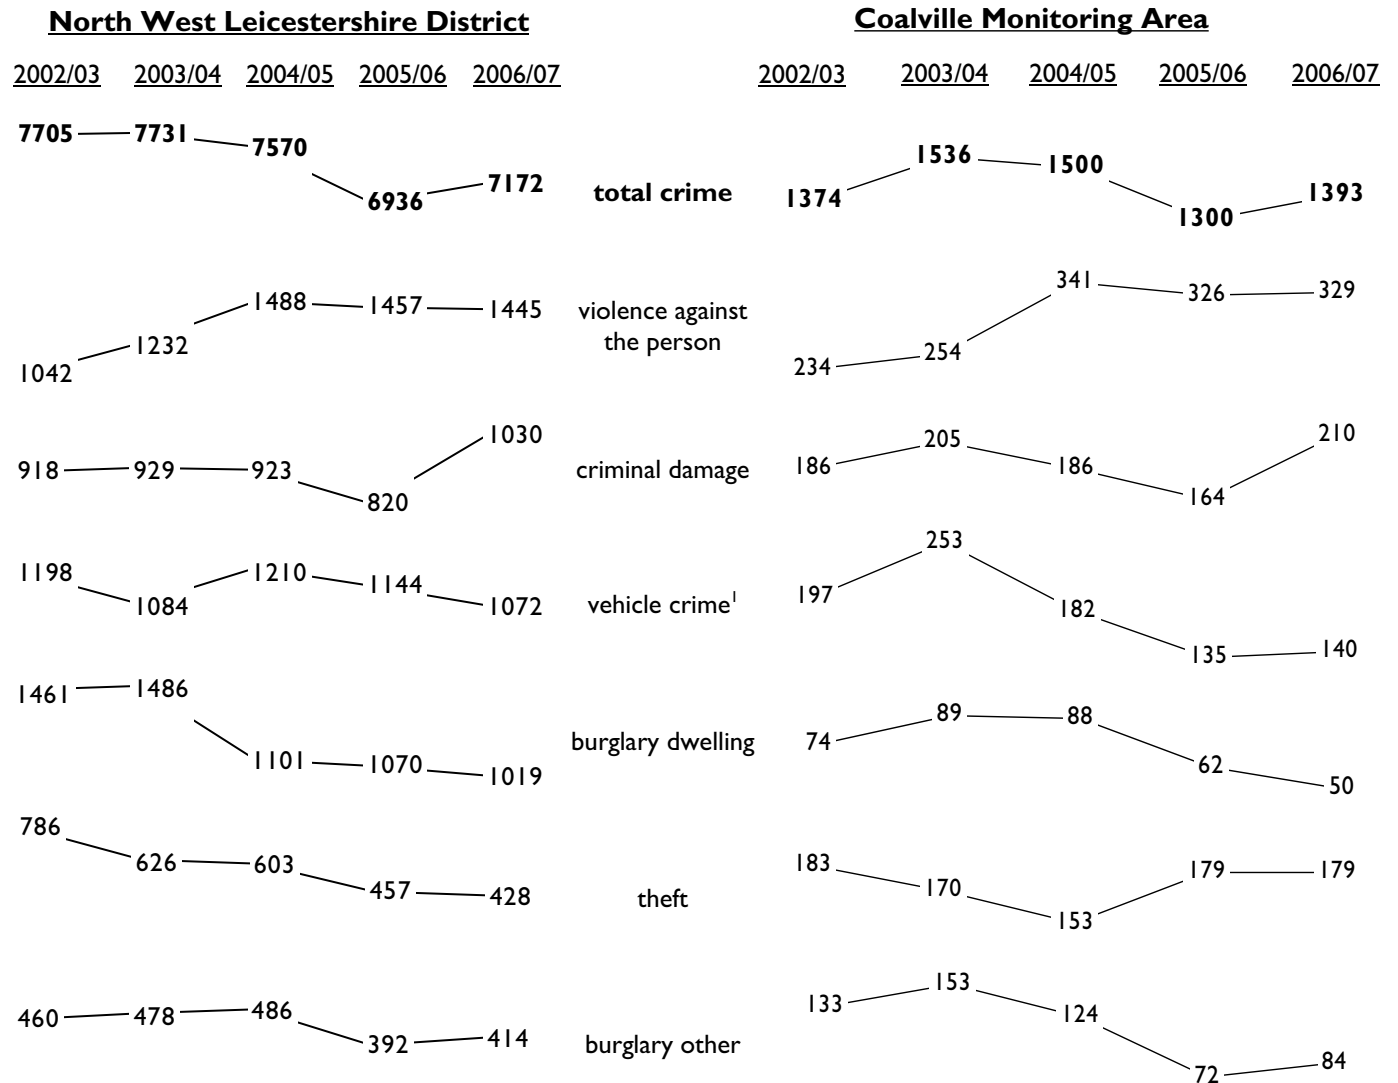 North West Leicestershire District
Coalville Monitoring Area
2002/03 2003/04 2004/05 2005/06 2006/07
2002/03 2003/04 2004/05 2005/06 2006/07
7705 7731 7570 6936 7172
total crime
1374 1536 1500 1300 1393
1042 1232 1488 1457 1445
violence against
the person
234 254 341 326 329
918 929 923 820 1030
criminal damage
186 205 186 164 210
1198 1084 1210 1144 1072
vehicle crime¹
197 253 182 135 140
1461 1486 1101 1070 1019
burglary dwelling
74 89 88 62 50
786 626 603 457 428
theft
183 170 153 179 179
460 478 486 392 414
burglary other
133 153 124 72 84